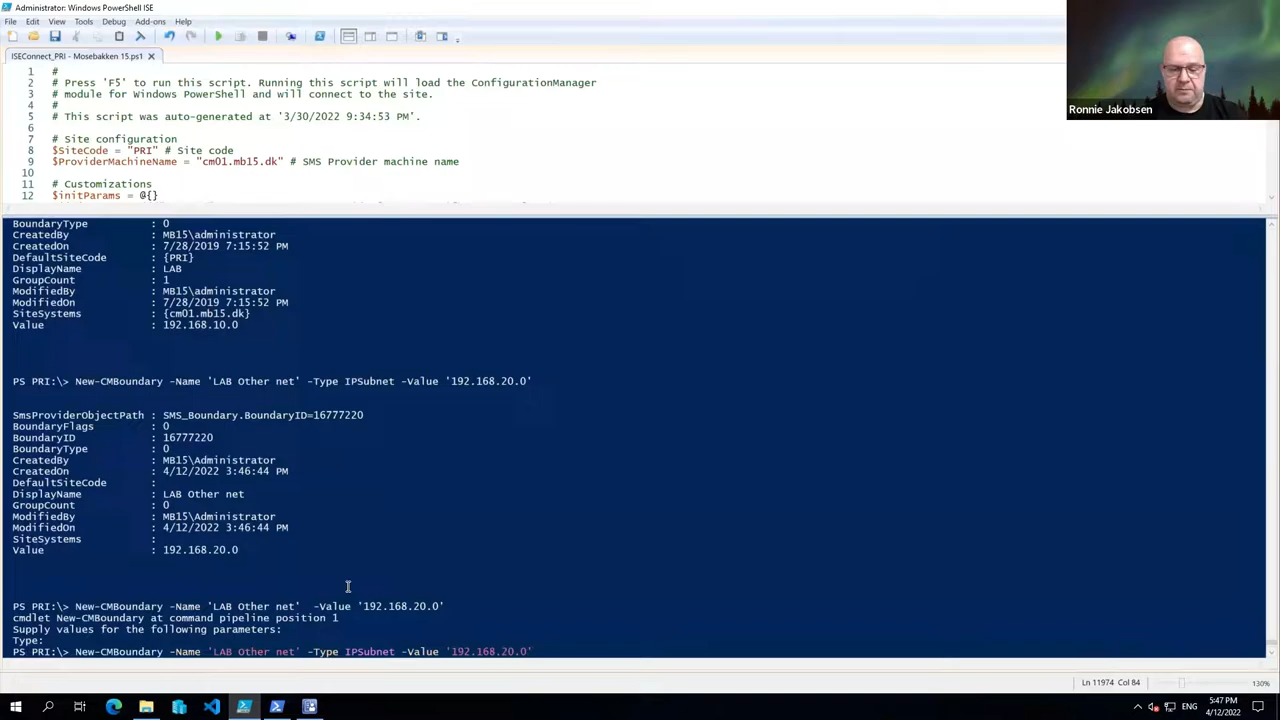 Administrator: Windows PowerShell ISE
File Edit View Tools Debug Add-ons Help
ISEConnect_PRI - Mosebakken 15.ps1
1 #
2 # Press 'F5' to run this script. Running this script will load the ConfigurationManager
3 # module for Windows PowerShell and will connect to the site.
4 #
5 # This script was auto-generated at '3/30/2022 9:34:53 PM'.
6
7 # Site configuration
8 $SiteCode = "PRI" # Site code
9 $ProviderMachineName = "cm01.mb15.dk" # SMS Provider machine name
10
11 # Customizations
12 $initParams = @{}
Ronnie Jakobsen
BoundaryType : 0
CreatedBy : MB15\administrator
CreatedOn : 7/28/2019 7:15:52 PM
DefaultSiteCode : {PRI}
DisplayName : LAB
GroupCount : 1
ModifiedBy : MB15\administrator
ModifiedOn : 7/28/2019 7:15:52 PM
SiteSystems : {cm01.mb15.dk}
Value : 192.168.10.0
PS PRI:\> New-CMBoundary -Name 'LAB Other net' -Type IPSubnet -Value '192.168.20.0'
SmsProviderObjectPath : SMS_Boundary.BoundaryID=16777220
BoundaryFlags : 0
BoundaryID : 16777220
BoundaryType : 0
CreatedBy : MB15\Administrator
CreatedOn : 4/12/2022 3:46:44 PM
DefaultSiteCode :
DisplayName : LAB Other net
GroupCount : 0
ModifiedBy : MB15\Administrator
ModifiedOn : 4/12/2022 3:46:44 PM
SiteSystems :
Value : 192.168.20.0
PS PRI:\> New-CMBoundary -Name 'LAB Other net'  -Value '192.168.20.0'
cmdlet New-CMBoundary at command pipeline position 1
Supply values for the following parameters:
Type:
PS PRI:\> New-CMBoundary -Name 'LAB Other net' -Type IPSubnet -Value '192.168.20.0'
Ln 11974 Col 84 130%
ENG 5:47 PM
4/12/2022